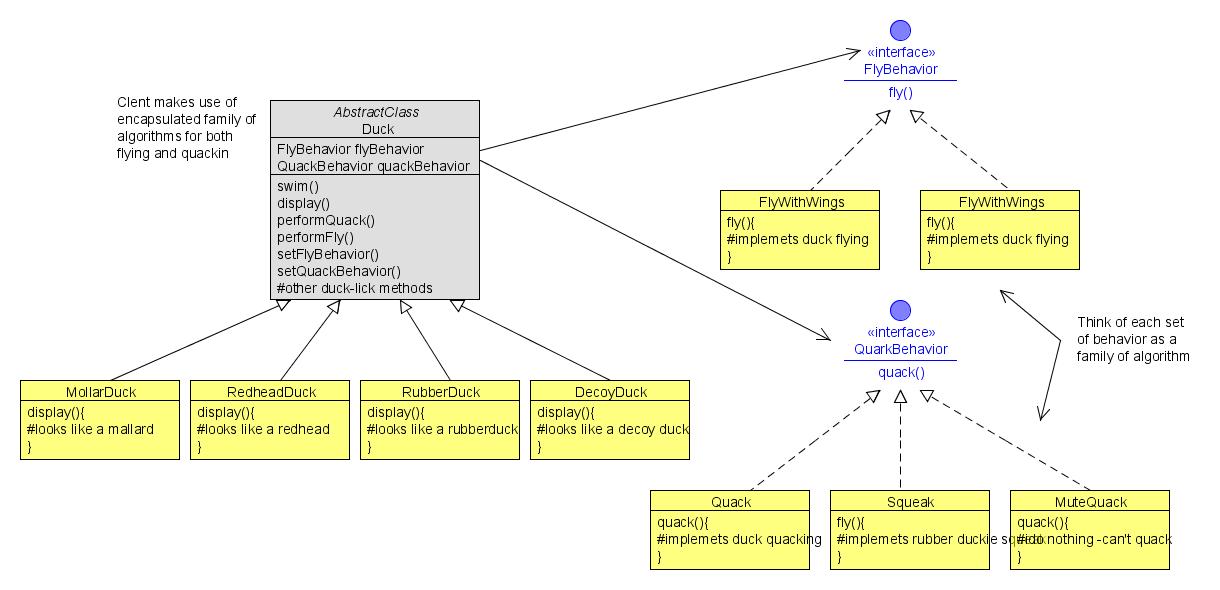 «interface»
FlyBehavior
fly()
Clent makes use of
encapsulated family of
algorithms for both
flying and quackin
AbstractClass
Duck
FlyBehavior flyBehavior
QuackBehavior quackBehavior
swim()
display()
performQuack()
performFly()
setFlyBehavior()
setQuackBehavior()
#other duck-lick methods
FlyWithWings
fly(){
#implemets duck flying
}
FlyWithWings
fly(){
#implemets duck flying
}
«interface»
QuarkBehavior
quack()
Think of each set
of behavior as a
family of algorithm
MollarDuck
display(){
#looks like a mallard
}
RedheadDuck
display(){
#looks like a redhead
}
RubberDuck
display(){
#looks like a rubberduck
}
DecoyDuck
display(){
#looks like a decoy duck
}
Quack
quack(){
#implemets duck quacking
}
Squeak
fly(){
#implemets rubber duckie
}
MuteQuack
quack(){
#do nothing -can't quack
}